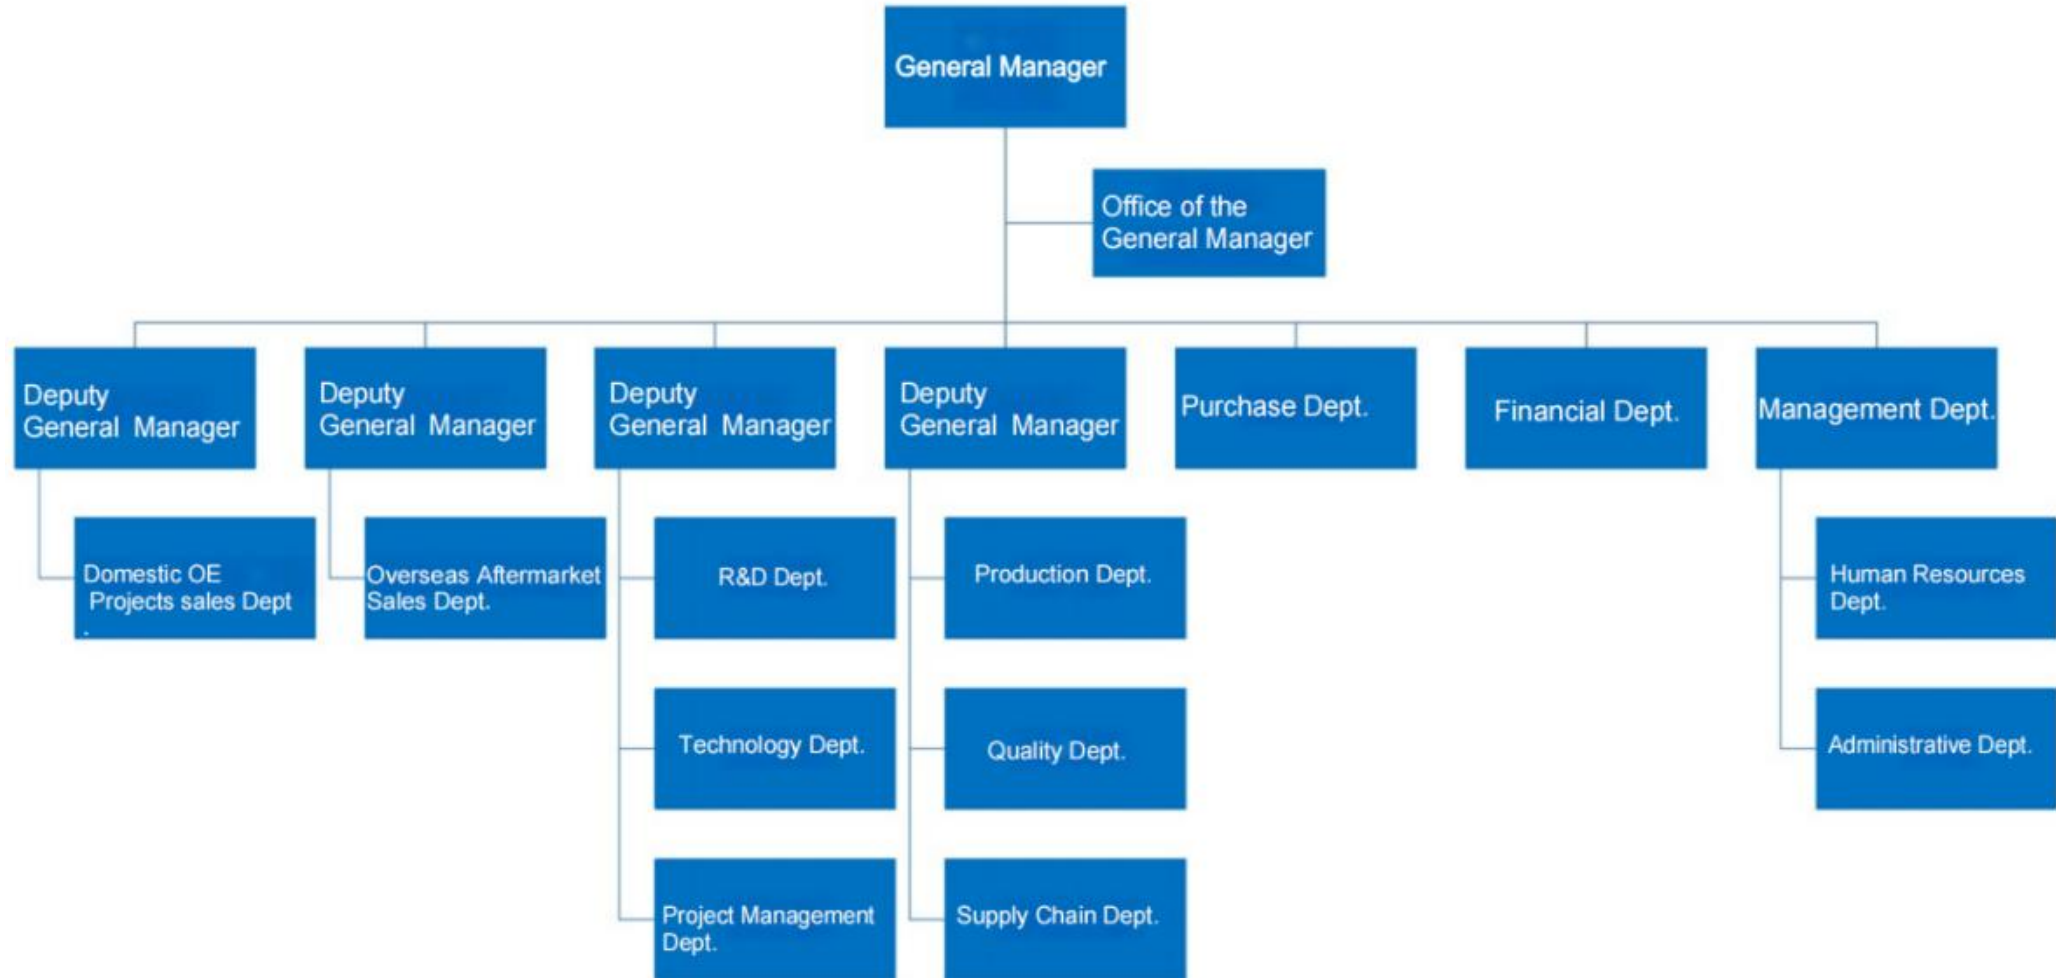 General Manager
Office of the
General Manager
Deputy
General Manager
Deputy
General Manager
Deputy
General Manager
Deputy
General Manager
Purchase Dept.
Financial Dept.
Management Dept.
Domestic OE
Projects sales Dept
.
Overseas Aftermarket
Sales Dept.
R&D Dept.
Production Dept.
Human Resources
Dept.
Technology Dept.
Quality Dept.
Administrative Dept.
Project Management
Dept.
Supply Chain Dept.